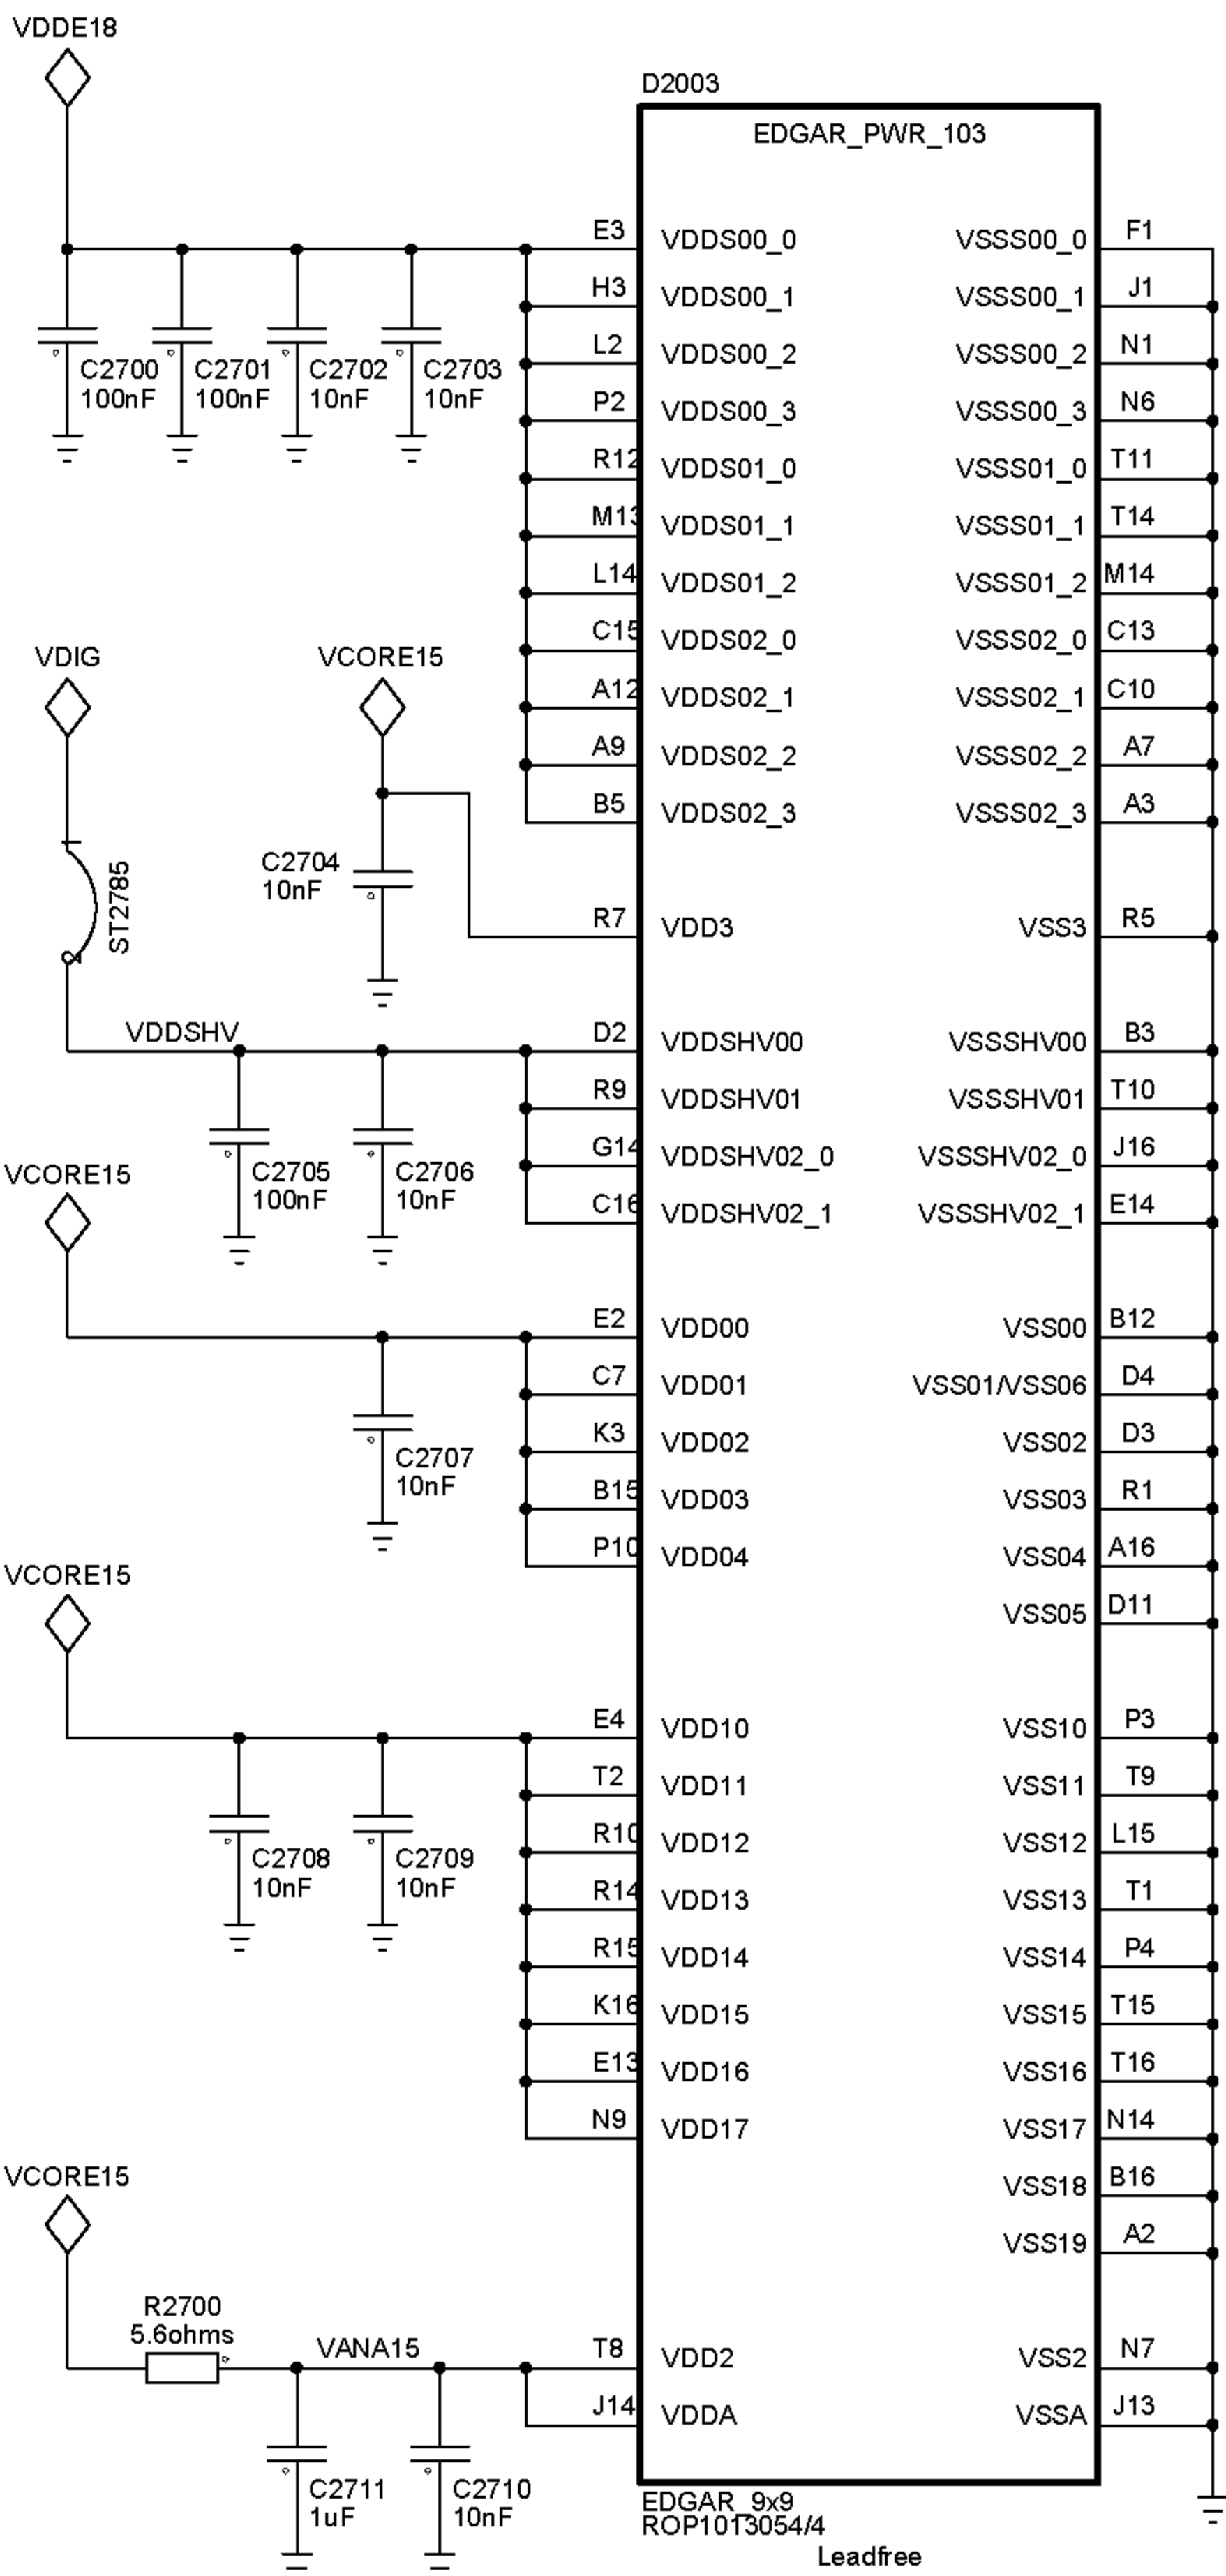 VDDE18
D2003
EDGAR_PWR_103
E3 VDDS00_0 VSSS00_0 F1
H3 VDDS00_1 VSSS00_1 J1
L2 VDDS00_2 VSSS00_2 N1
C2700 C2701 C2702 C2703
100nF 100nF 10nF 10nF
P2 VDDS00_3 VSSS00_3 N6
R12 VDDS01_0 VSSS01_0 T11
M13 VDDS01_1 VSSS01_1 T14
L14 VDDS01_2 VSSS01_2 M14
C15 VDDS02_0 VSSS02_0 C13
VDIG VCORE15
A12 VDDS02_1 VSSS02_1 C10
A9 VDDS02_2 VSSS02_2 A7
B5 VDDS02_3 VSSS02_3 A3
C2704
10nF
ST2785
R7 VDD3 VSS3 R5
VDDSHV
D2 VDDSHV00 VSSSHV00 B3
R9 VDDSHV01 VSSSHV01 T10
G14 VDDSHV02_0 VSSSHV02_0 J16
VCORE15
C2705 C2706
100nF 10nF
C16 VDDSHV02_1 VSSSHV02_1 E14
E2 VDD00 VSS00 B12
C7 VDD01 VSS01/VSS06 D4
K3 VDD02 VSS02 D3
C2707
10nF
B15 VDD03 VSS03 R1
P10 VDD04 VSS04 A16
VCORE15
VSS05 D11
E4 VDD10 VSS10 P3
T2 VDD11 VSS11 T9
R10 VDD12 VSS12 L15
C2708 C2709
10nF 10nF
R14 VDD13 VSS13 T1
R15 VDD14 VSS14 P4
K16 VDD15 VSS15 T15
E13 VDD16 VSS16 T16
N9 VDD17 VSS17 N14
VCORE15
VSS18 B16
VSS19 A2
R2700
5.6ohms
VANA15
T8 VDD2 VSS2 N7
J14 VDDA VSSA J13
C2711 C2710
1uF 10nF
EDGAR_9x9
ROP1013054/4
Leadfree